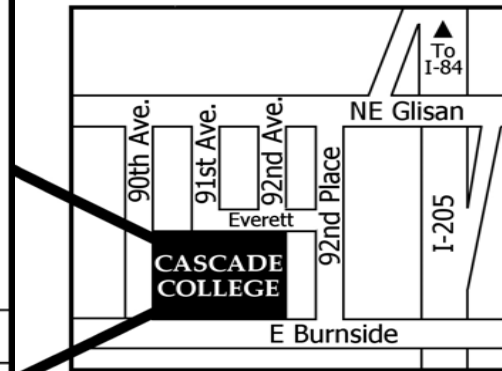 To
I-84
NE Glisan
90th Ave.
91st Ave.
92nd Ave.
92nd Place
Everett
I-205
CASCADE
COLLEGE
E Burnside